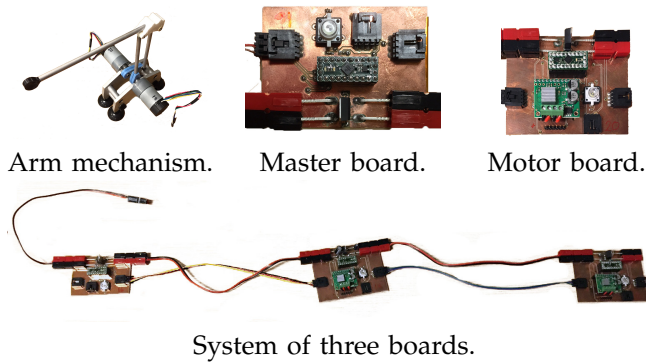 Arm mechanism.
Master board.
Motor board.
System of three boards.